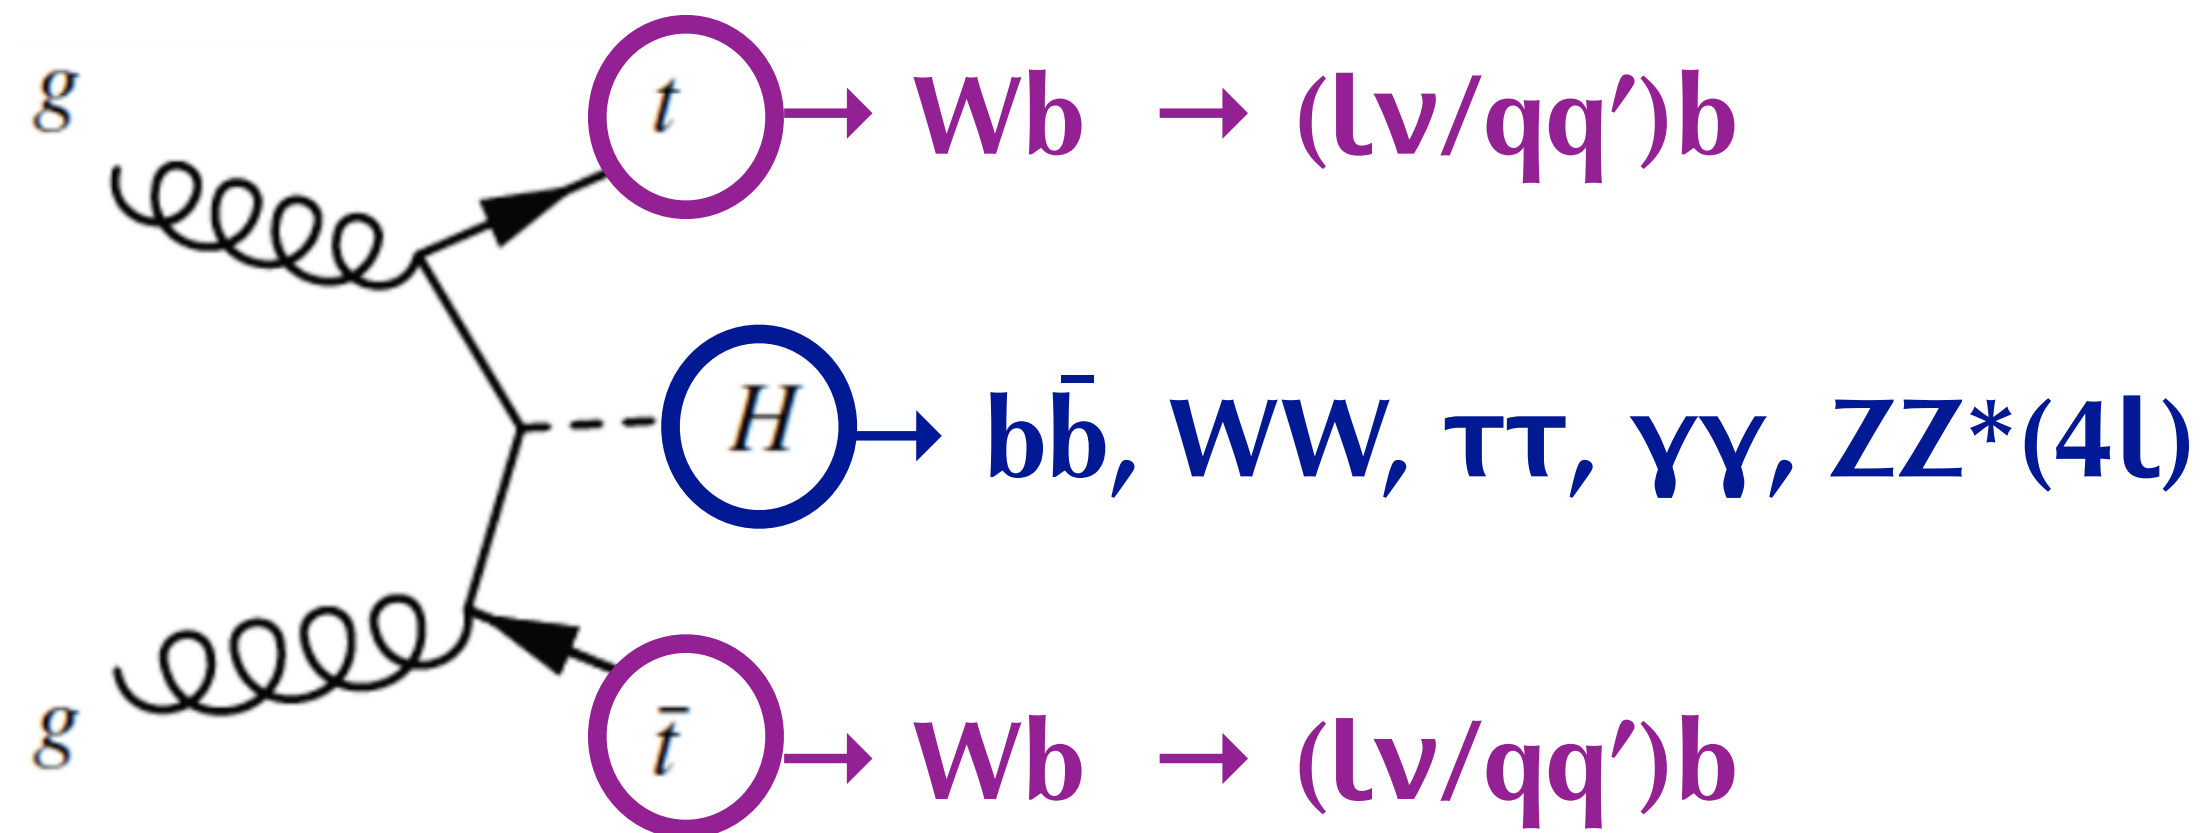 g
t → Wb → (lν/qq′)b
H → bb̄, WW, ττ, γγ, ZZ*(4l)
g
t̄ → Wb → (lν/qq′)b